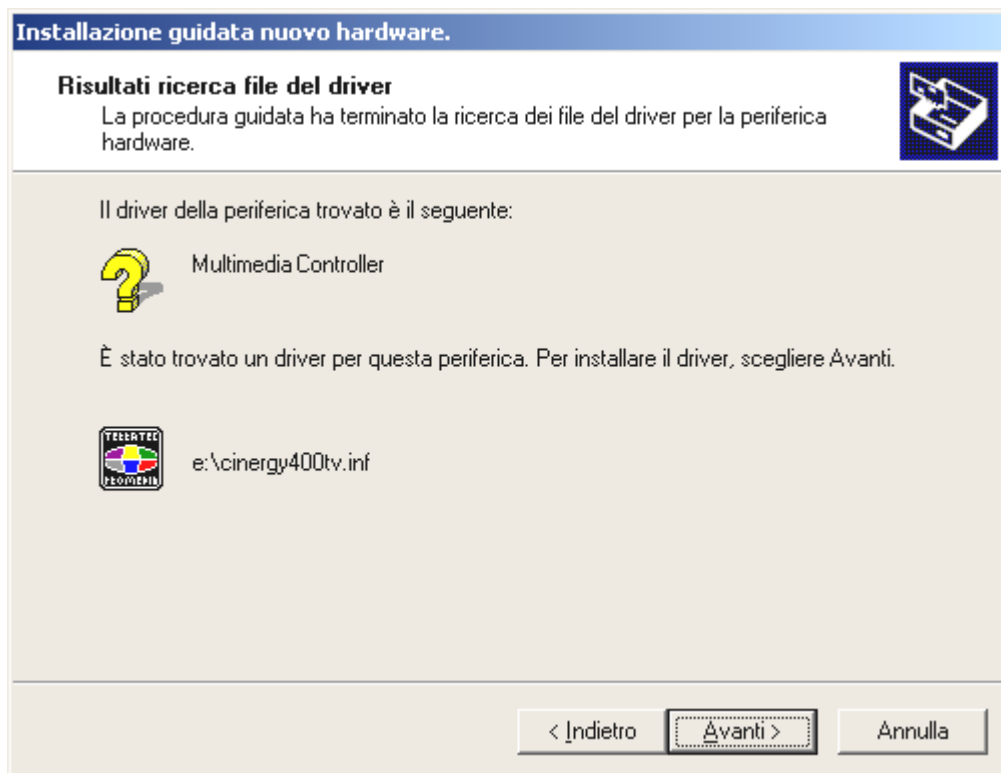 Installazione guidata nuovo hardware.
Risultati ricerca file del driver
La procedura guidata ha terminato la ricerca dei file del driver per la periferica
hardware.
Il driver della periferica trovato è il seguente:
Multimedia Controller
È stato trovato un driver per questa periferica. Per installare il driver, scegliere Avanti.
TERRATEC
PROMEDIA
e:\cinergy400tv.inf
< Indietro
Avanti >
Annulla